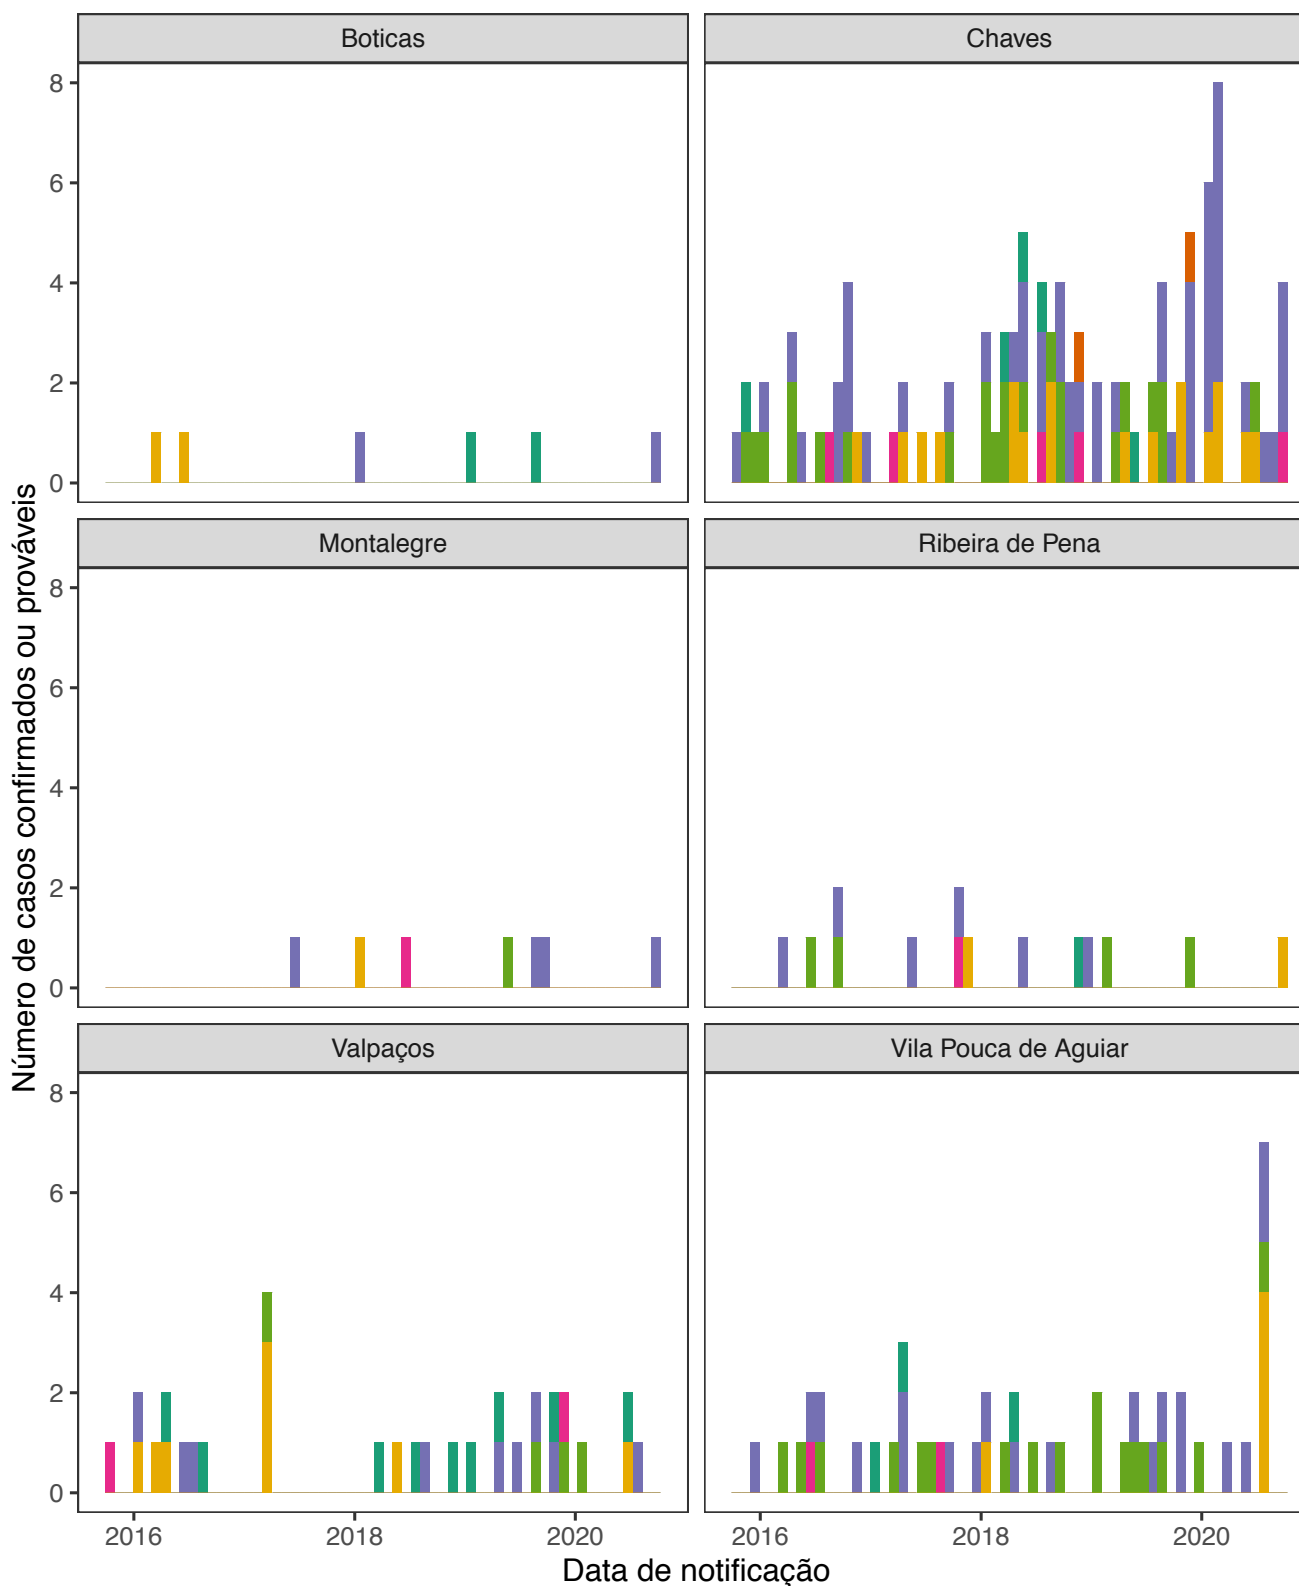 Boticas
Chaves
8
6
4
2
0
Montalegre
Ribeira de Pena
8
6
4
2
0
Número de casos confirmados ou prováveis
Valpaços
Vila Pouca de Aguiar
8
6
4
2
0
2016 2018 2020 2016 2018 2020
Data de notificação